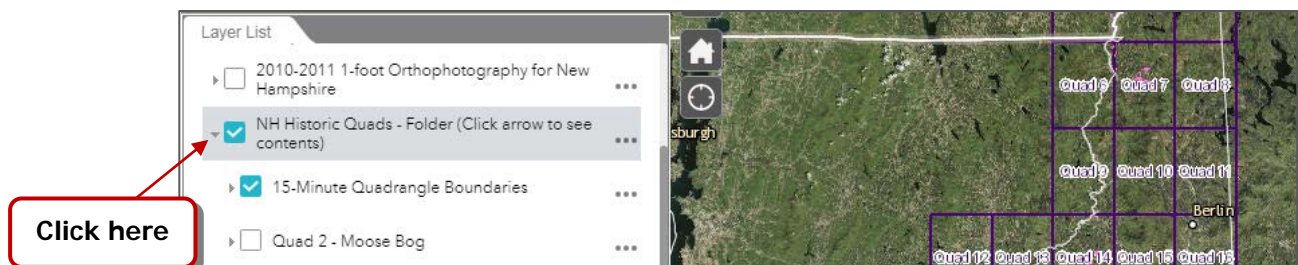 Layer List
2010-2011 1-foot Orthophotography for New
Hampshire
NH Historic Quads - Folder (Click arrow to see
contents)
15-Minute Quadrangle Boundaries
Quad 2 - Moose Bog
Click here
sburgh
Quad 6 Quad 7 Quad 8
Quad 9 Quad 10 Quad 11
Berlin
Quad 12 Quad 13 Quad 14 Quad 15 Quad 16